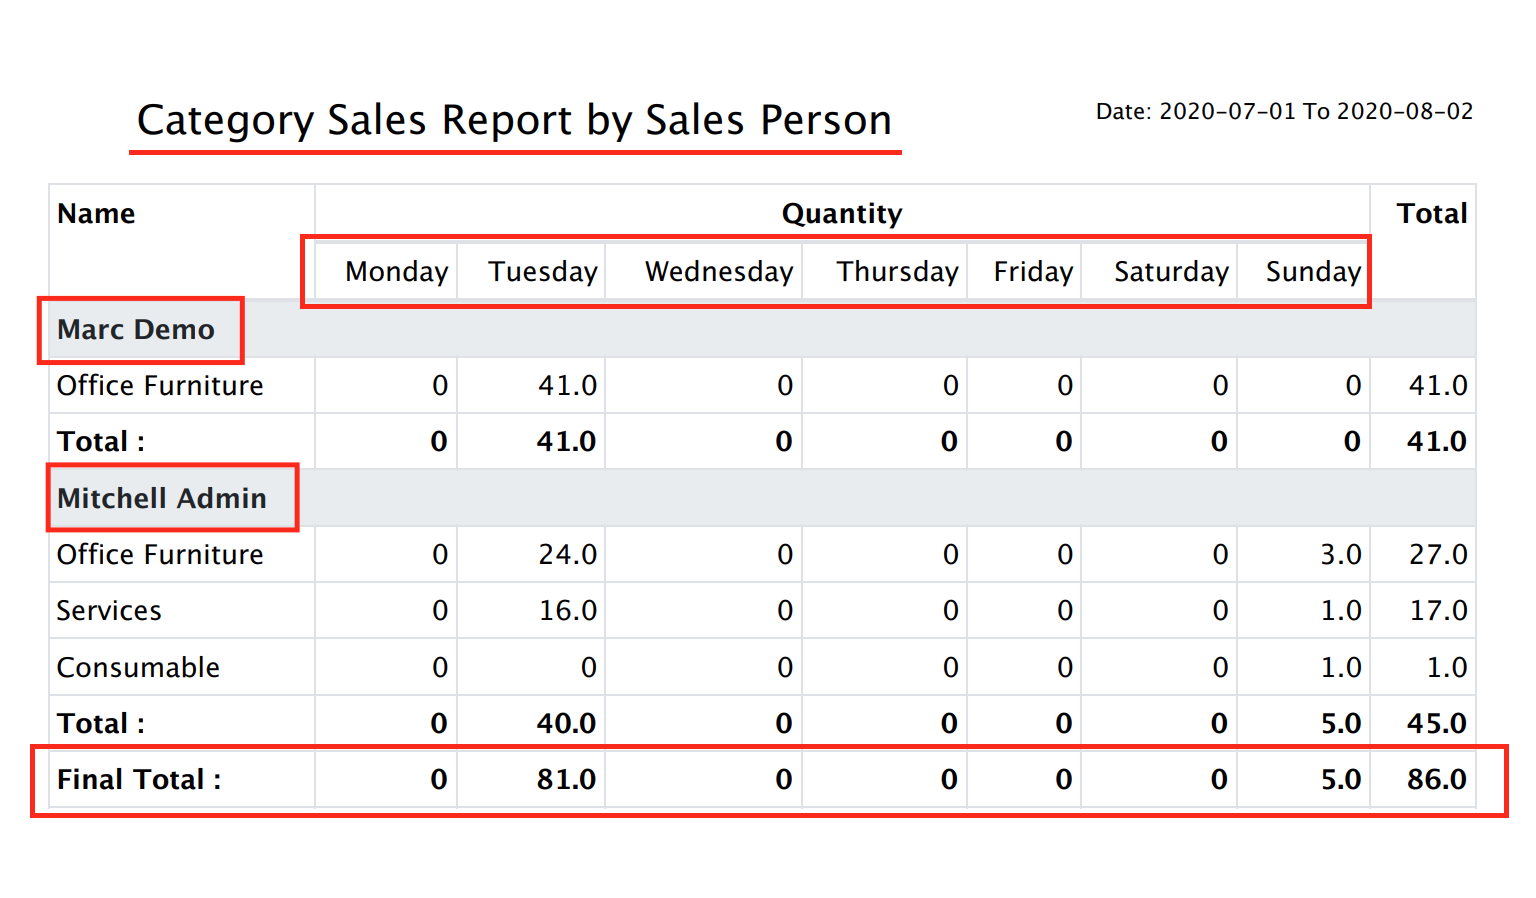 Category Sales Report by Sales Person
Date: 2020-07-01 To 2020-08-02
Name Quantity Total
Monday Tuesday Wednesday Thursday Friday Saturday Sunday
Marc Demo
Office Furniture 0 41.0 0 0 0 0 0 41.0
Total : 0 41.0 0 0 0 0 0 41.0
Mitchell Admin
Office Furniture 0 24.0 0 0 0 0 3.0 27.0
Services 0 16.0 0 0 0 0 1.0 17.0
Consumable 0 0 0 0 0 0 1.0 1.0
Total : 0 40.0 0 0 0 0 5.0 45.0
Final Total : 0 81.0 0 0 0 0 5.0 86.0